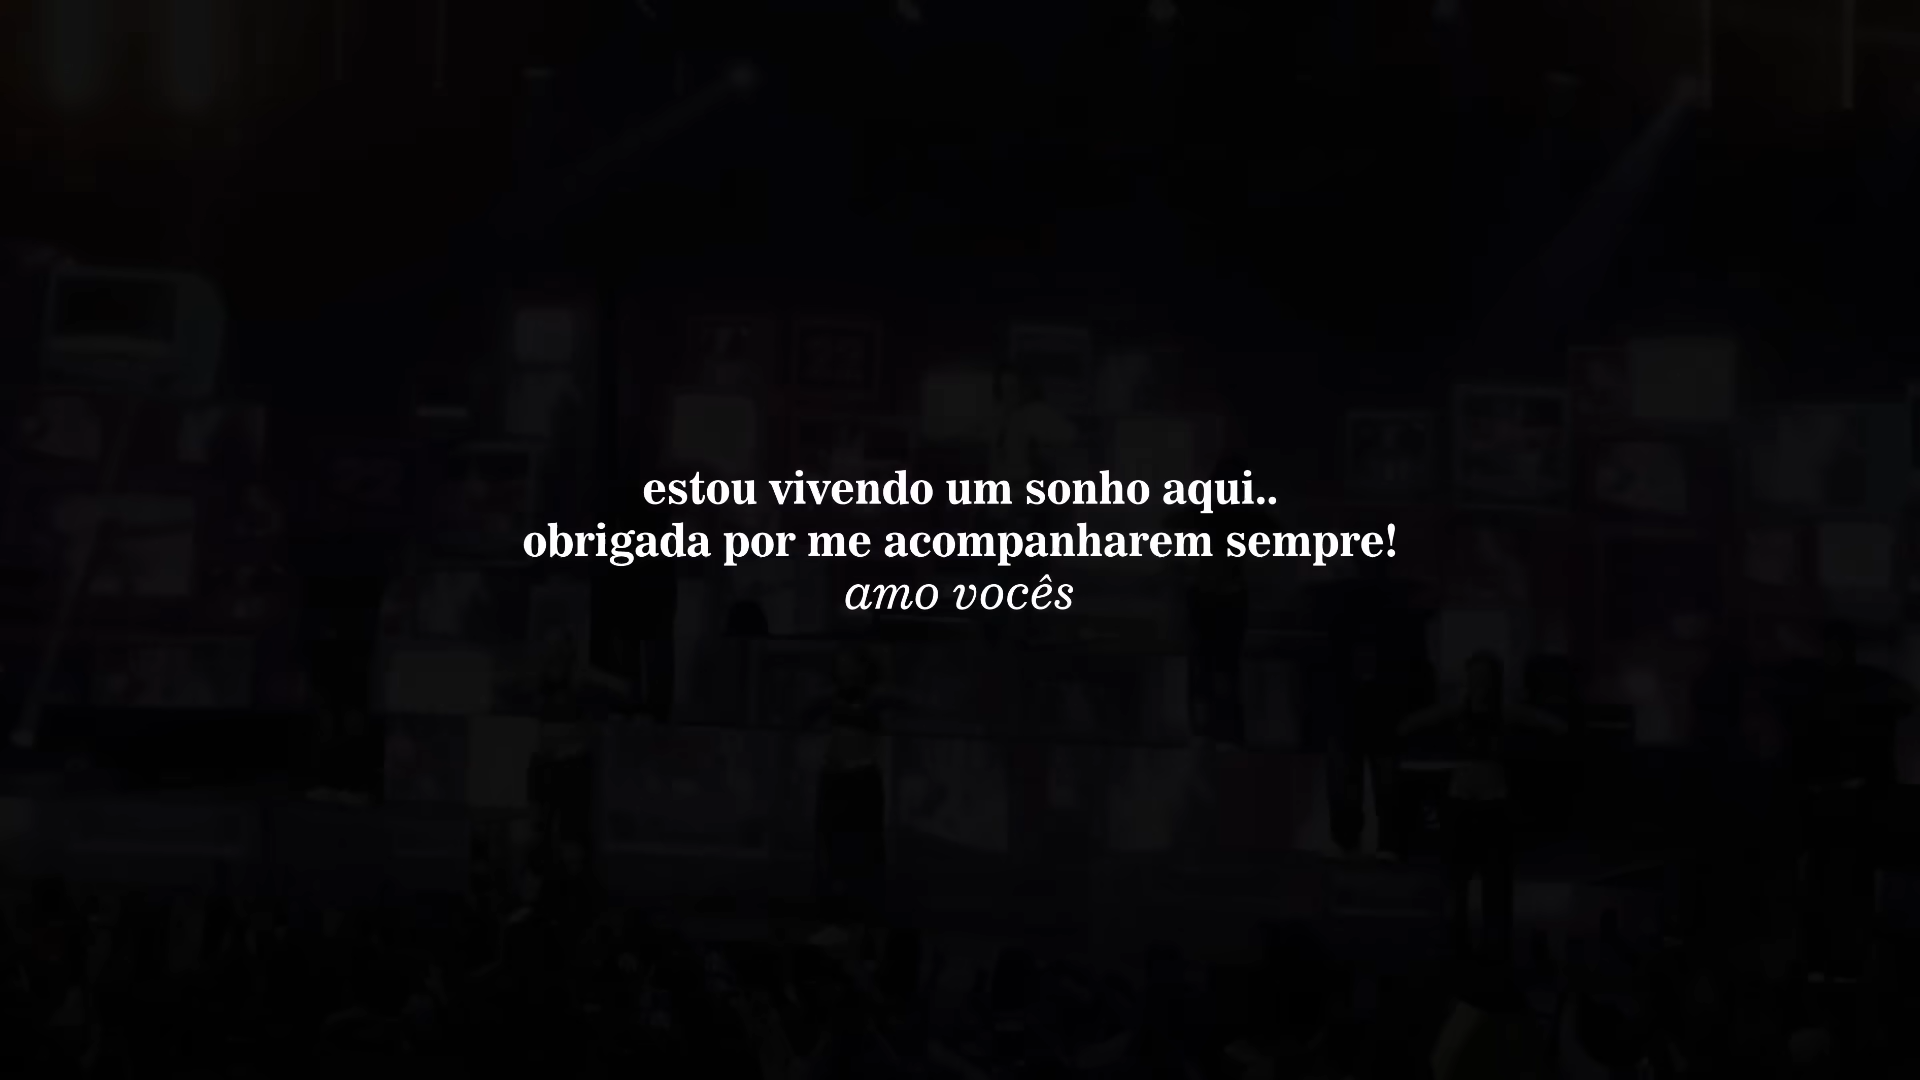 estou vivendo um sonho aqui..
obrigada por me acompanharem sempre!
amo vocês